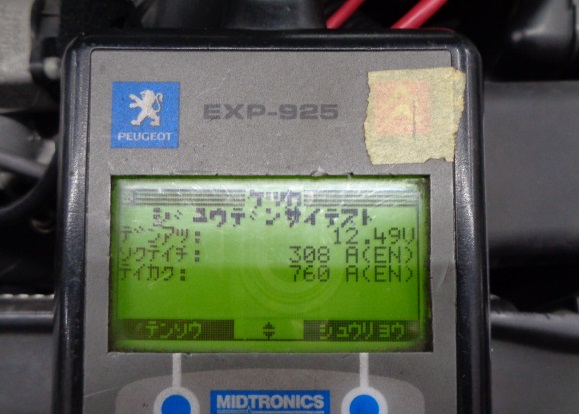 EXP-925
PEUGEOT
ケツカ
ジュウデンサイテスト
デンアツ: 12.49V
ソクテイチ: 308 A(EN)
テイカク: 760 A(EN)
テンソウ シュウリョウ
MIDTRONICS